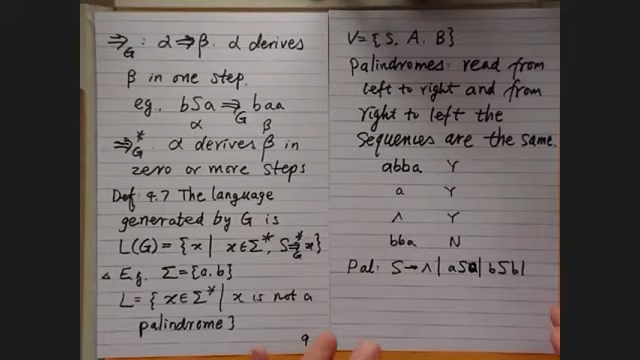 ⇒G : α ⇒ β. α derives
β in one step.
eg. bSa ⇒G baa
α β
⇒*G α derives β in
zero or more steps
Def 4.7 The language
generated by G is
L(G) = { x | x ∈ Σ*, S ⇒*G x }
△ E.g. Σ = {a, b}
L = { x ∈ Σ* | x is not a
palindrome }
9
V = { S, A, B }
Palindromes: read from
left to right and from
right to left the
sequences are the same.
abba Y
a Y
Λ Y
bba N
Pal: S → Λ | aSa | bSb |